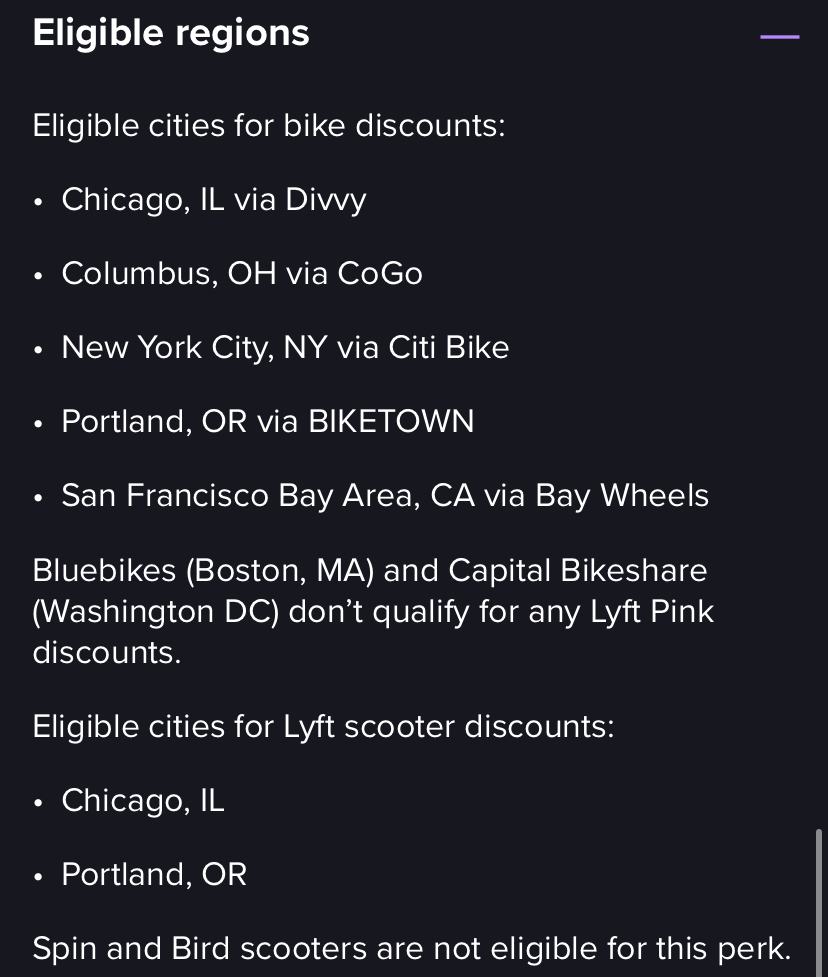 Eligible regions
Eligible cities for bike discounts:
• Chicago, IL via Divvy
• Columbus, OH via CoGo
• New York City, NY via Citi Bike
• Portland, OR via BIKETOWN
• San Francisco Bay Area, CA via Bay Wheels
Bluebikes (Boston, MA) and Capital Bikeshare
(Washington DC) don’t qualify for any Lyft Pink
discounts.
Eligible cities for Lyft scooter discounts:
• Chicago, IL
• Portland, OR
Spin and Bird scooters are not eligible for this perk.